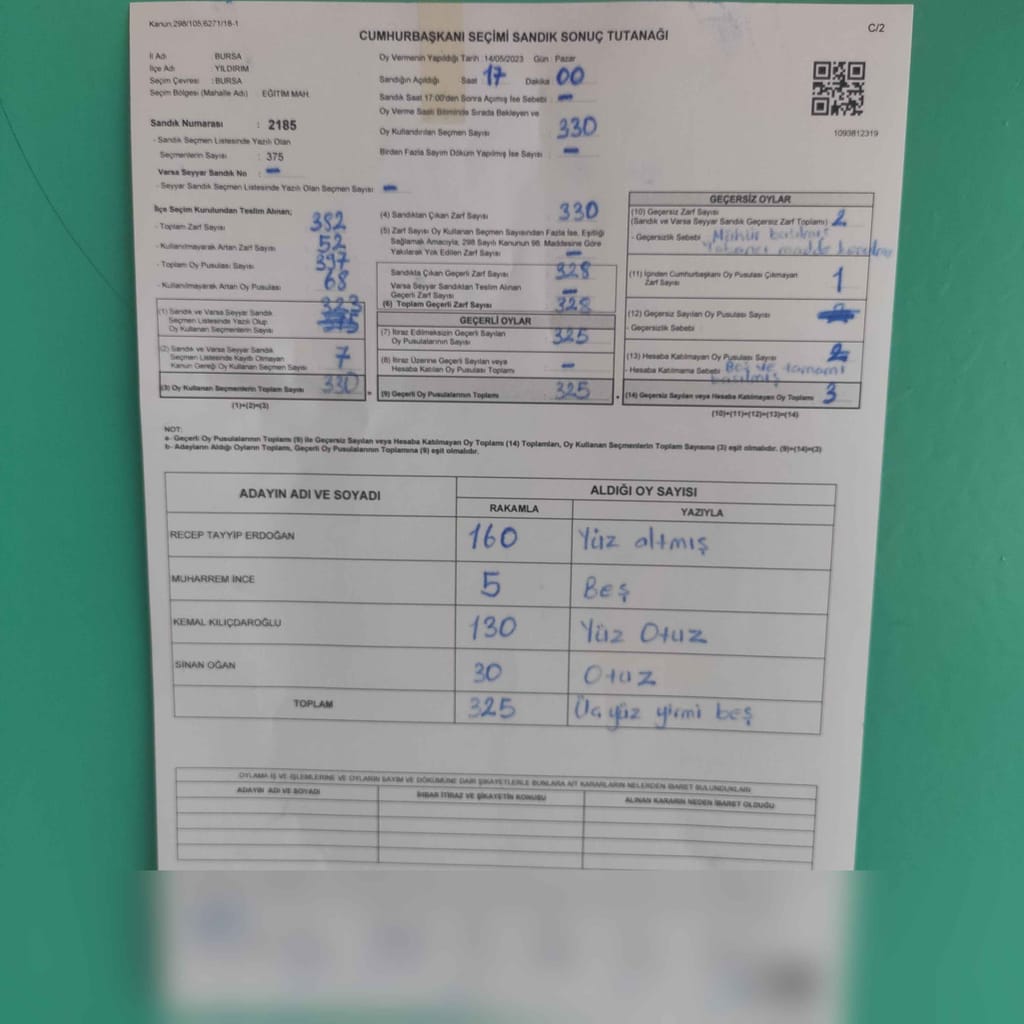 Kanun 298/105,6271/18-1
C/2
CUMHURBAŞKANI SEÇİMİ SANDIK SONUÇ TUTANAĞI
İl Adı : BURSA
İlçe Adı : YILDIRIM
Seçim Çevresi : BURSA
Seçim Bölgesi (Mahalle Adı) : EĞİTİM MAH.
Sandık Numarası : 2185
- Sandık Seçmen Listesinde Yazılı Olan
Seçmenlerin Sayısı : 375
Varsa Seyyar Sandık No : -
- Seyyar Sandık Seçmen Listesinde Yazılı Olan Seçmen Sayısı -
Oy Vermenin Yapıldığı Tarih 14/05/2023 Gün Pazar
Sandığın Açıldığı Saat 17 Dakika 00
Sandık Saat 17:00'den Sonra Açımış İse Sebebi : -
Oy Verme Saati Bitiminde Sırada Bekleyen ve
Oy Kullandırılan Seçmen Sayısı 330
Birden Fazla Sayım Döküm Yapılmış İse Sayısı -
1093812319
İlçe Seçim Kurulundan Teslim Alınan;
- Toplam Zarf Sayısı 382
- Kullanılmayarak Artan Zarf Sayısı 52
- Toplam Oy Pusulası Sayısı 397
- Kullanılmayarak Artan Oy Pusulası 68
(1) Sandık ve Varsa Seyyar Sandık
Seçmen Listesinde Yazılı Olup
Oy Kullanan Seçmenlerin Sayısı 323
(2) Sandık ve Varsa Seyyar Sandık
Seçmen Listesinde Kayıtlı Olmayan
Kanun Gereği Oy Kullanan Seçmen Sayısı 7
(3) Oy Kullanan Seçmenlerin Toplam Sayısı 330
(1)+(2)=(3)
(4) Sandıktan Çıkan Zarf Sayısı 330
(5) Zarf Sayısı Oy Kullanan Seçmen Sayısından Fazla İse, Eşitliği
Sağlamak Amacıyla, 298 Sayılı Kanunun 98. Maddesine Göre
Yakılarak Yok Edilen Zarf Sayısı -
Sandıkta Çıkan Geçerli Zarf Sayısı 328
Varsa Seyyar Sandıktan Teslim Alınan
Geçerli Zarf Sayısı -
(6) Toplam Geçerli Zarf Sayısı 328
GEÇERLİ OYLAR
(7) İtiraz Edilmeksizin Geçerli Sayılan
Oy Pusulalarının Sayısı 325
(8) İtiraz Üzerine Geçerli Sayılan veya
Hesaba Katılan Oy Pusulası Toplamı -
(9) Geçerli Oy Pusulalarının Toplamı 325
GEÇERSİZ OYLAR
(10) Geçersiz Zarf Sayısı
(Sandık ve Varsa Seyyar Sandık Geçersiz Zarf Toplamı) 2
- Geçersizlik Sebebi Mühür basılmış
Yabancı madde
(11) İçinden Cumhurbaşkanı Oy Pusulası Çıkmayan
Zarf Sayısı 1
(12) Geçersiz Sayılan Oy Pusulası Sayısı
- Geçersizlik Sebebi
(13) Hesaba Katılmayan Oy Pusulası Sayısı 2
- Hesaba Katılmama Sebebi Boş ve tamamı
basılmış
(14) Geçersiz Sayılan veya Hesaba Katılmayan Oy Toplamı 3
(10)+(11)+(12)+(13)=(14)
NOT:
a- Geçerli Oy Pusulalarının Toplamı (9) ile Geçersiz Sayılan veya Hesaba Katılmayan Oy Toplamı (14) Toplamları, Oy Kullanan Seçmenlerin Toplam Sayısına (3) eşit olmalıdır. (9)+(14)=(3)
b- Adayların Aldığı Oyların Toplamı, Geçerli Oy Pusulalarının Toplamına (9) eşit olmalıdır.
ADAYIN ADI VE SOYADI
ALDIĞI OY SAYISI
RAKAMLA YAZIYLA
RECEP TAYYİP ERDOĞAN 160 Yüz altmış
MUHARREM İNCE 5 Beş
KEMAL KILIÇDAROĞLU 130 Yüz Otuz
SİNAN OĞAN 30 Otuz
TOPLAM 325 Üçyüz yirmi beş
OYLAMA İŞ VE İŞLEMLERİNE VE OYLARIN SAYIM VE DÖKÜMÜNE DAİR ŞİKAYETLERLE BUNLARA AİT KARARLARIN NELERDEN İBARET BULUNDUKLARI
ADAYIN ADI VE SOYADI İHBAR İTİRAZ VE ŞİKAYETİN KONUSU ALINAN KARARIN NEDEN İBARET OLDUĞU